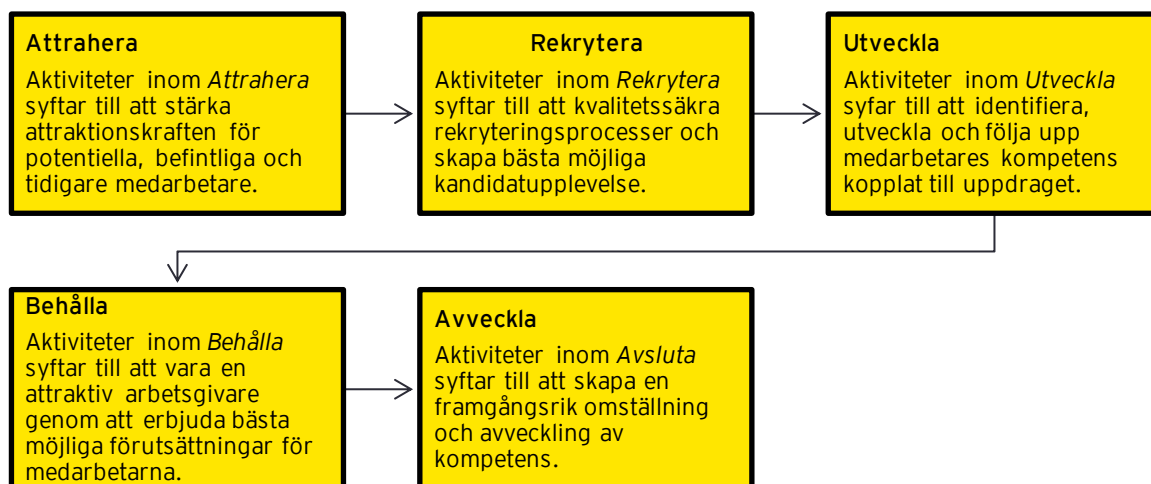 Attrahera
Aktiviteter inom Attrahera
syftar till att stärka
attraktionskraften för
potentiella, befintliga och
tidigare medarbetare.
Rekrytera
Aktiviteter inom Rekrytera
syftar till att kvalitetssäkra
rekryteringsprocesser och
skapa bästa möjliga
kandidatupplevelse.
Utveckla
Aktiviteter inom Utveckla
syfar till att identifiera,
utveckla och följa upp
medarbetares kompetens
kopplat till uppdraget.
Behålla
Aktiviteter inom Behålla
syftar till att vara en
attraktiv arbetsgivare
genom att erbjuda bästa
möjliga förutsättningar för
medarbetarna.
Avveckla
Aktiviteter inom Avsluta
syftar till att skapa en
framgångsrik omställning
och avveckling av
kompetens.